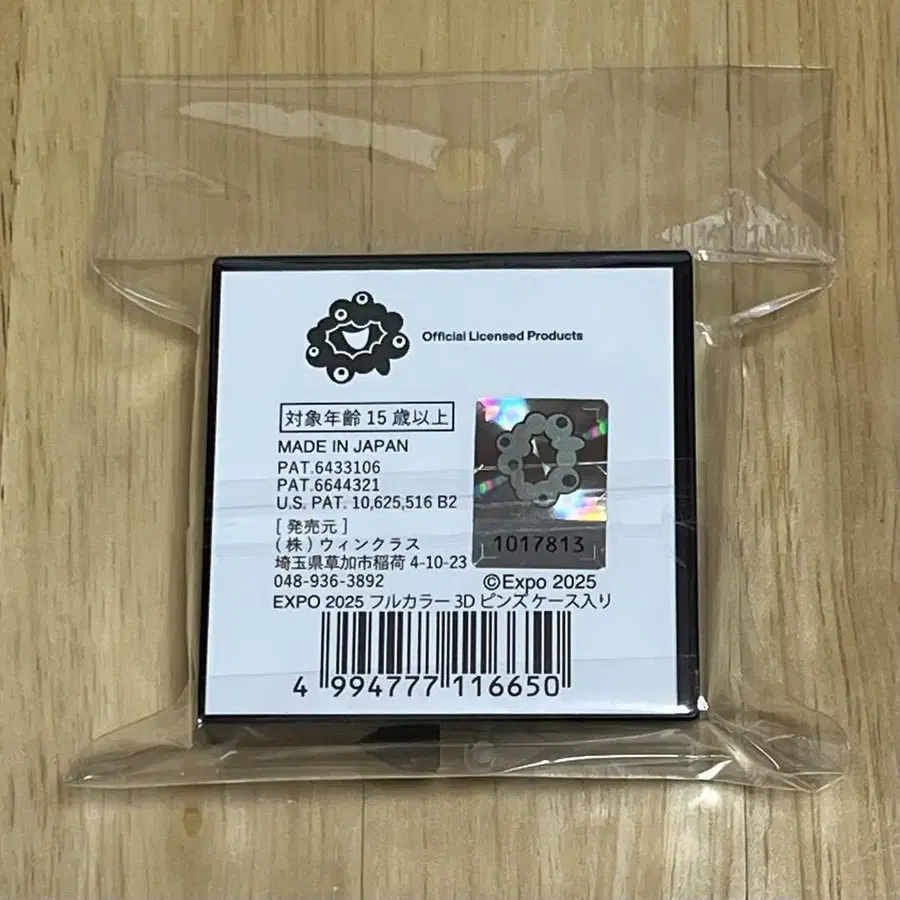 Official Licensed Products
対象年齢 15 歳以上
MADE IN JAPAN
PAT.6433106
PAT.6644321
U.S. PAT. 10,625,516 B2
[ 発売元 ]
( 株 ) ウィンクラス
埼玉県草加市稲荷 4-10-23
048-936-3892
1017813
©Expo 2025
EXPO 2025 フルカラー 3D ピンズ ケース入り
4 994777 116650